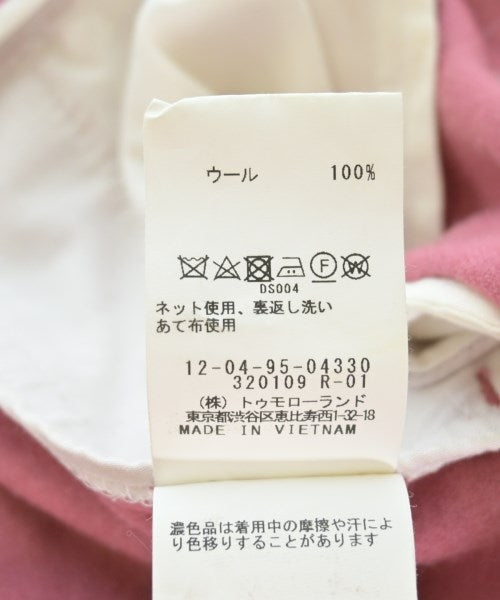 ウール 100%
F W
DS004
ネット使用、裏返し洗い
あて布使用
12-04-95-04330
320109 R-01
(株) トゥモローランド
東京都渋谷区恵比寿西1-32-18
MADE IN VIETNAM
濃色品は着用中の摩擦や汗によ
り色移りすることがあります